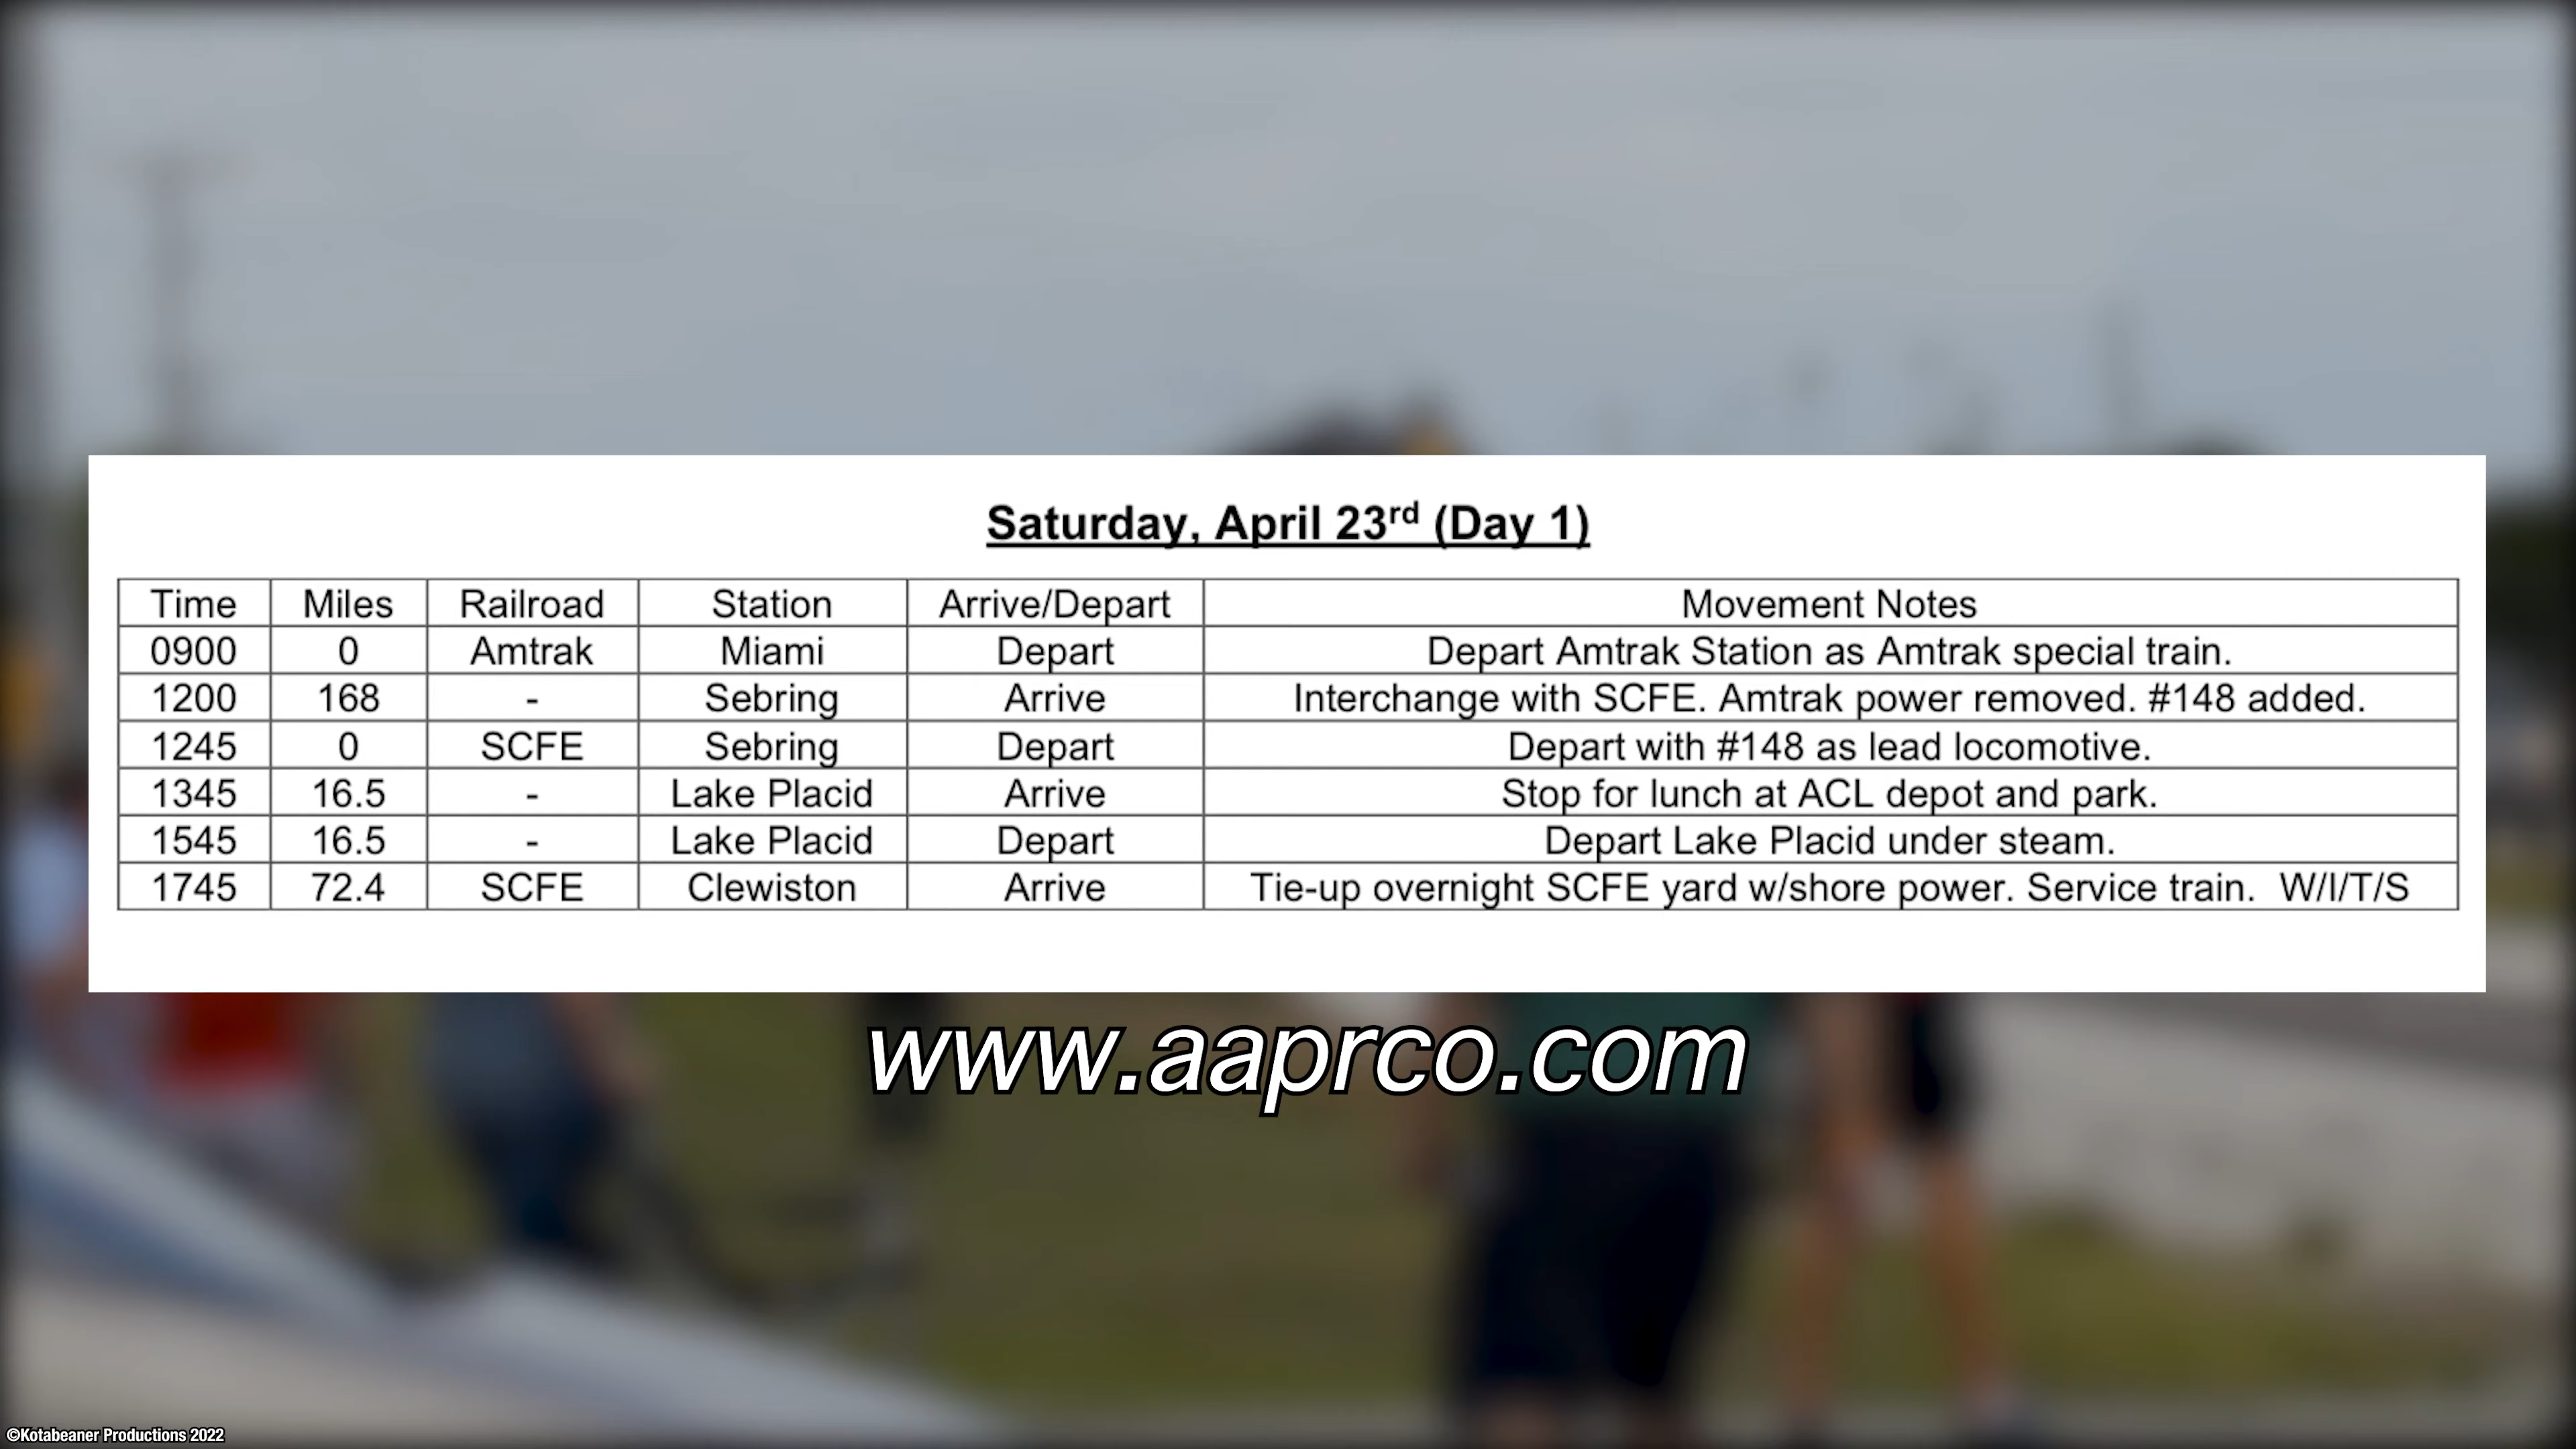 Saturday, April 23rd (Day 1)
Time Miles Railroad Station Arrive/Depart Movement Notes
0900 0 Amtrak Miami Depart Depart Amtrak Station as Amtrak special train.
1200 168 - Sebring Arrive Interchange with SCFE. Amtrak power removed. #148 added.
1245 0 SCFE Sebring Depart Depart with #148 as lead locomotive.
1345 16.5 - Lake Placid Arrive Stop for lunch at ACL depot and park.
1545 16.5 - Lake Placid Depart Depart Lake Placid under steam.
1745 72.4 SCFE Clewiston Arrive Tie-up overnight SCFE yard w/shore power. Service train. W/I/T/S
www.aaprco.com
©Kotabeaner Productions 2022